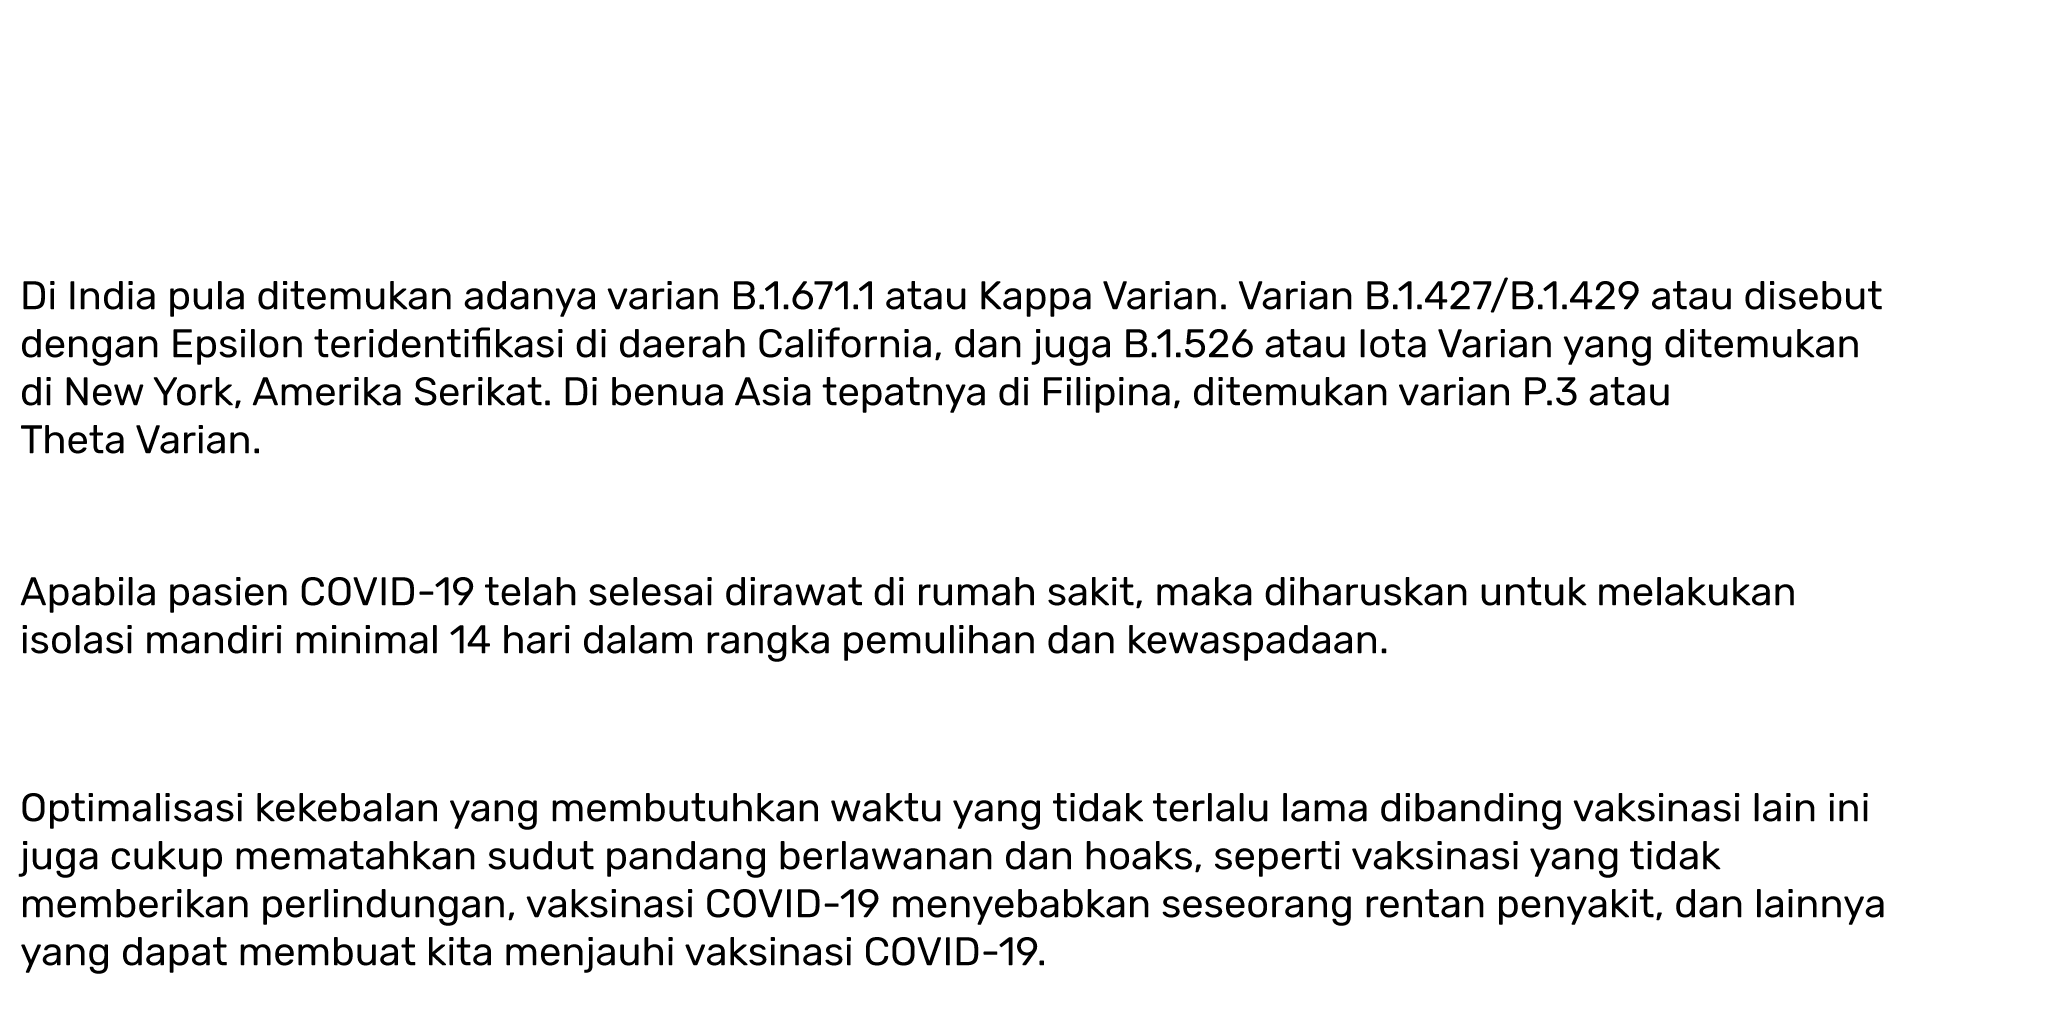 Di India pula ditemukan adanya varian B.1.671.1 atau Kappa Varian. Varian B.1.427/B.1.429 atau disebut
dengan Epsilon teridentifikasi di daerah California, dan juga B.1.526 atau Iota Varian yang ditemukan
di New York, Amerika Serikat. Di benua Asia tepatnya di Filipina, ditemukan varian P.3 atau
Theta Varian.
Apabila pasien COVID-19 telah selesai dirawat di rumah sakit, maka diharuskan untuk melakukan
isolasi mandiri minimal 14 hari dalam rangka pemulihan dan kewaspadaan.
Optimalisasi kekebalan yang membutuhkan waktu yang tidak terlalu lama dibanding vaksinasi lain ini
juga cukup mematahkan sudut pandang berlawanan dan hoaks, seperti vaksinasi yang tidak
memberikan perlindungan, vaksinasi COVID-19 menyebabkan seseorang rentan penyakit, dan lainnya
yang dapat membuat kita menjauhi vaksinasi COVID-19.